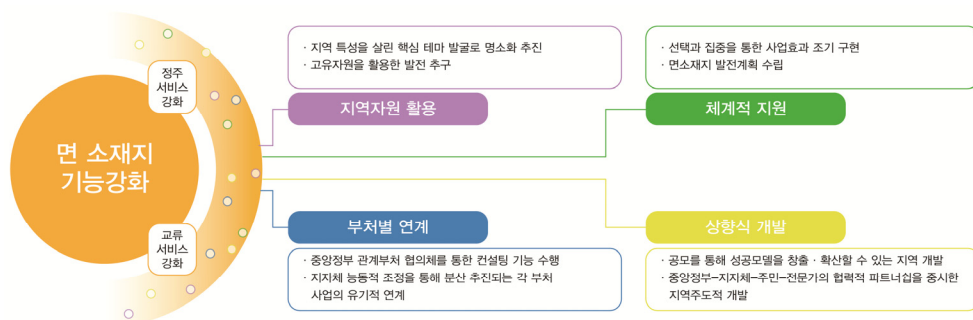 면 소재지
기능강화
정주
서비스
강화
교류
서비스
강화
· 지역 특성을 살린 핵심 테마 발굴로 명소화 추진
· 고유자원을 활용한 발전 추구
지역자원 활용
· 선택과 집중을 통한 사업효과 조기 구현
· 면소재지 발전계획 수립
체계적 지원
부처별 연계
· 중앙정부 관계부처 협의체를 통한 컨설팅 기능 수행
· 지지체 능동적 조정을 통해 분산 추진되는 각 부처
사업의 유기적 연계
상향식 개발
· 공모를 통해 성공모델을 창출 · 확산할 수 있는 지역 개발
· 중앙정부–지지체–주민–전문가의 협력적 파트너쉽을 중시한
지역주도적 개발